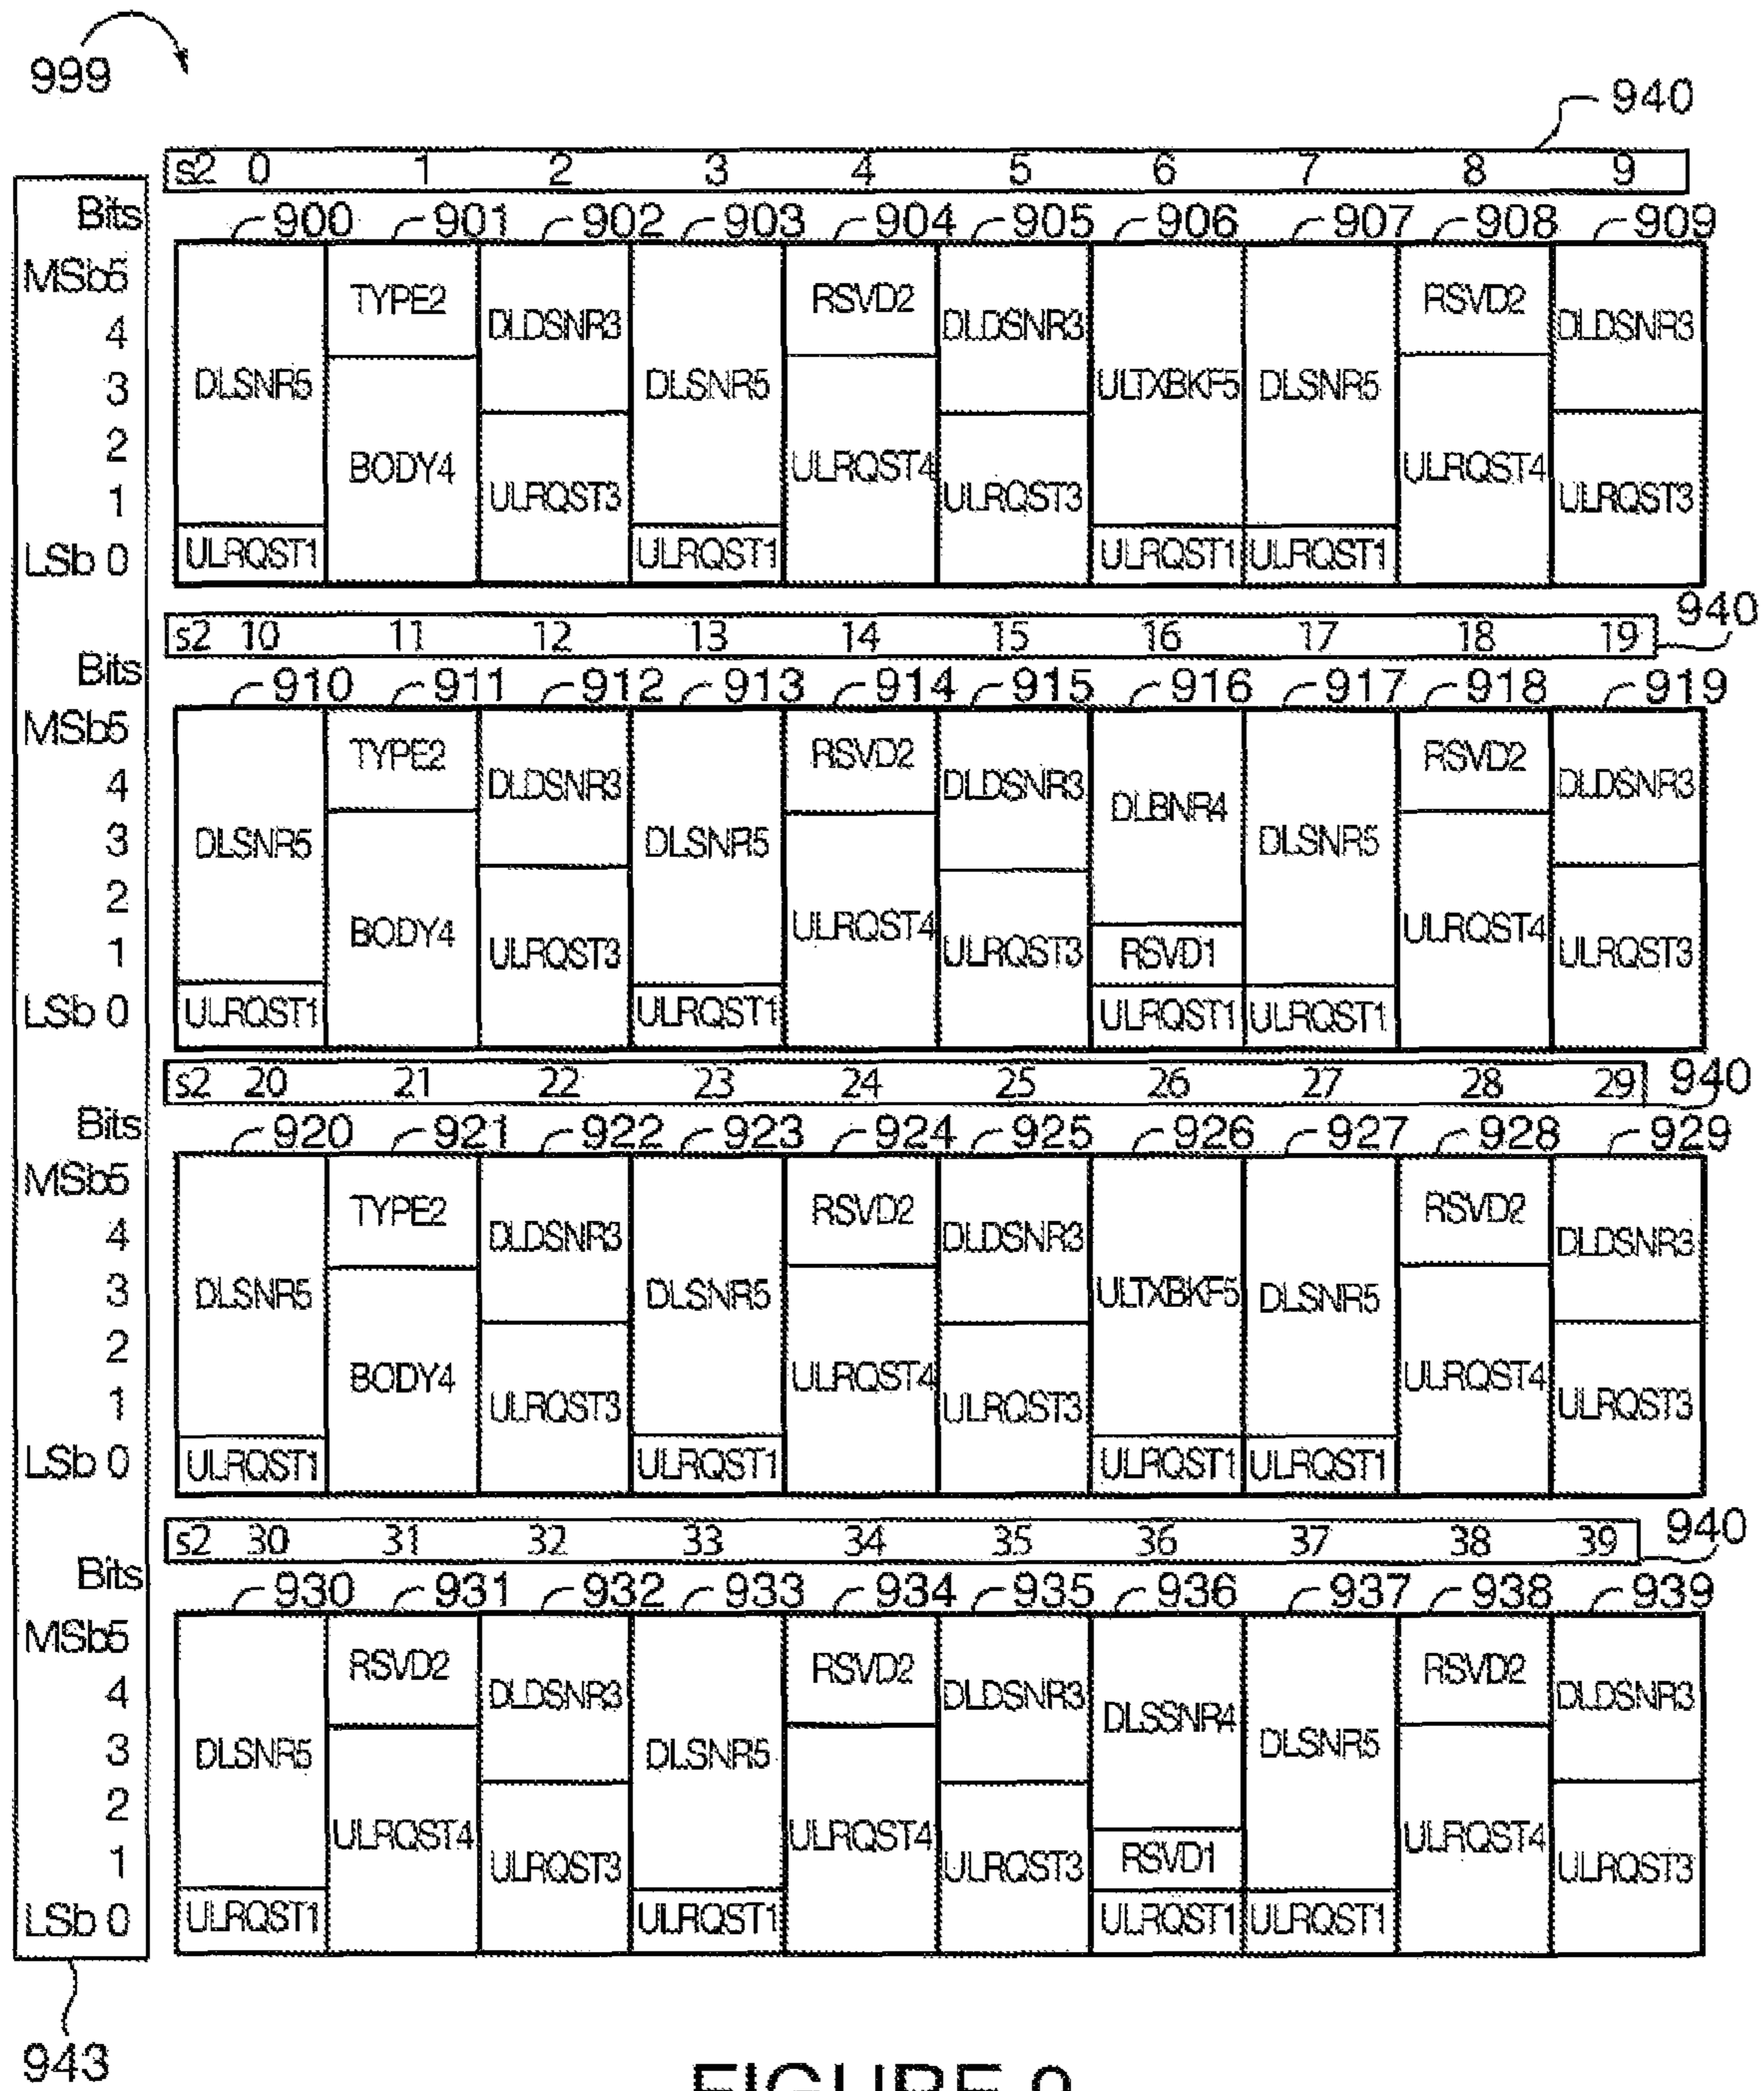 999
940
s2 0 1 2 3 4 5 6 7 8 9
Bits 900 901 902 903 904 905 906 907 908 909
MSb5 TYPE2 RSVD2 RSVD2
4 DLDSNR3 DLDSNR3 DLDSNR3
3 DLSNR5 DLSNR5 ULTXBKF5 DLSNR5
2 BODY4 ULRQST4 ULRQST4
1 ULRQST3 ULRQST3 ULRQST3
LSb 0 ULRQST1 ULRQST1 ULRQST1 ULRQST1
940
s2 10 11 12 13 14 15 16 17 18 19
Bits 910 911 912 913 914 915 916 917 918 919
MSb5 TYPE2 RSVD2 RSVD2
4 DLDSNR3 DLDSNR3 DLBNR4 DLDSNR3
3 DLSNR5 DLSNR5 DLSNR5
2 BODY4 ULRQST4 ULRQST4
1 ULRQST3 ULRQST3 RSVD1 ULRQST3
LSb 0 ULRQST1 ULRQST1 ULRQST1 ULRQST1
s2 20 21 22 23 24 25 26 27 28 29 940
Bits 920 921 922 923 924 925 926 927 928 929
MSb5 TYPE2 RSVD2 RSVD2
4 DLDSNR3 DLDSNR3 DLDSNR3
3 DLSNR5 DLSNR5 ULTXBKF5 DLSNR5
2 BODY4 ULRQST4 ULRQST4
1 ULRQST3 ULRQST3 ULRQST3
LSb 0 ULRQST1 ULRQST1 ULRQST1 ULRQST1
s2 30 31 32 33 34 35 36 37 38 39 940
Bits 930 931 932 933 934 935 936 937 938 939
MSb5 RSVD2 RSVD2 RSVD2
4 DLDSNR3 DLDSNR3 DLSSNR4 DLDSNR3
3 DLSNR5 DLSNR5 DLSNR5
2 ULRQST4 ULRQST4 ULRQST4
1 ULRQST3 ULRQST3 RSVD1 ULRQST3
LSb 0 ULRQST1 ULRQST1 ULRQST1 ULRQST1
943
FIGURE 9